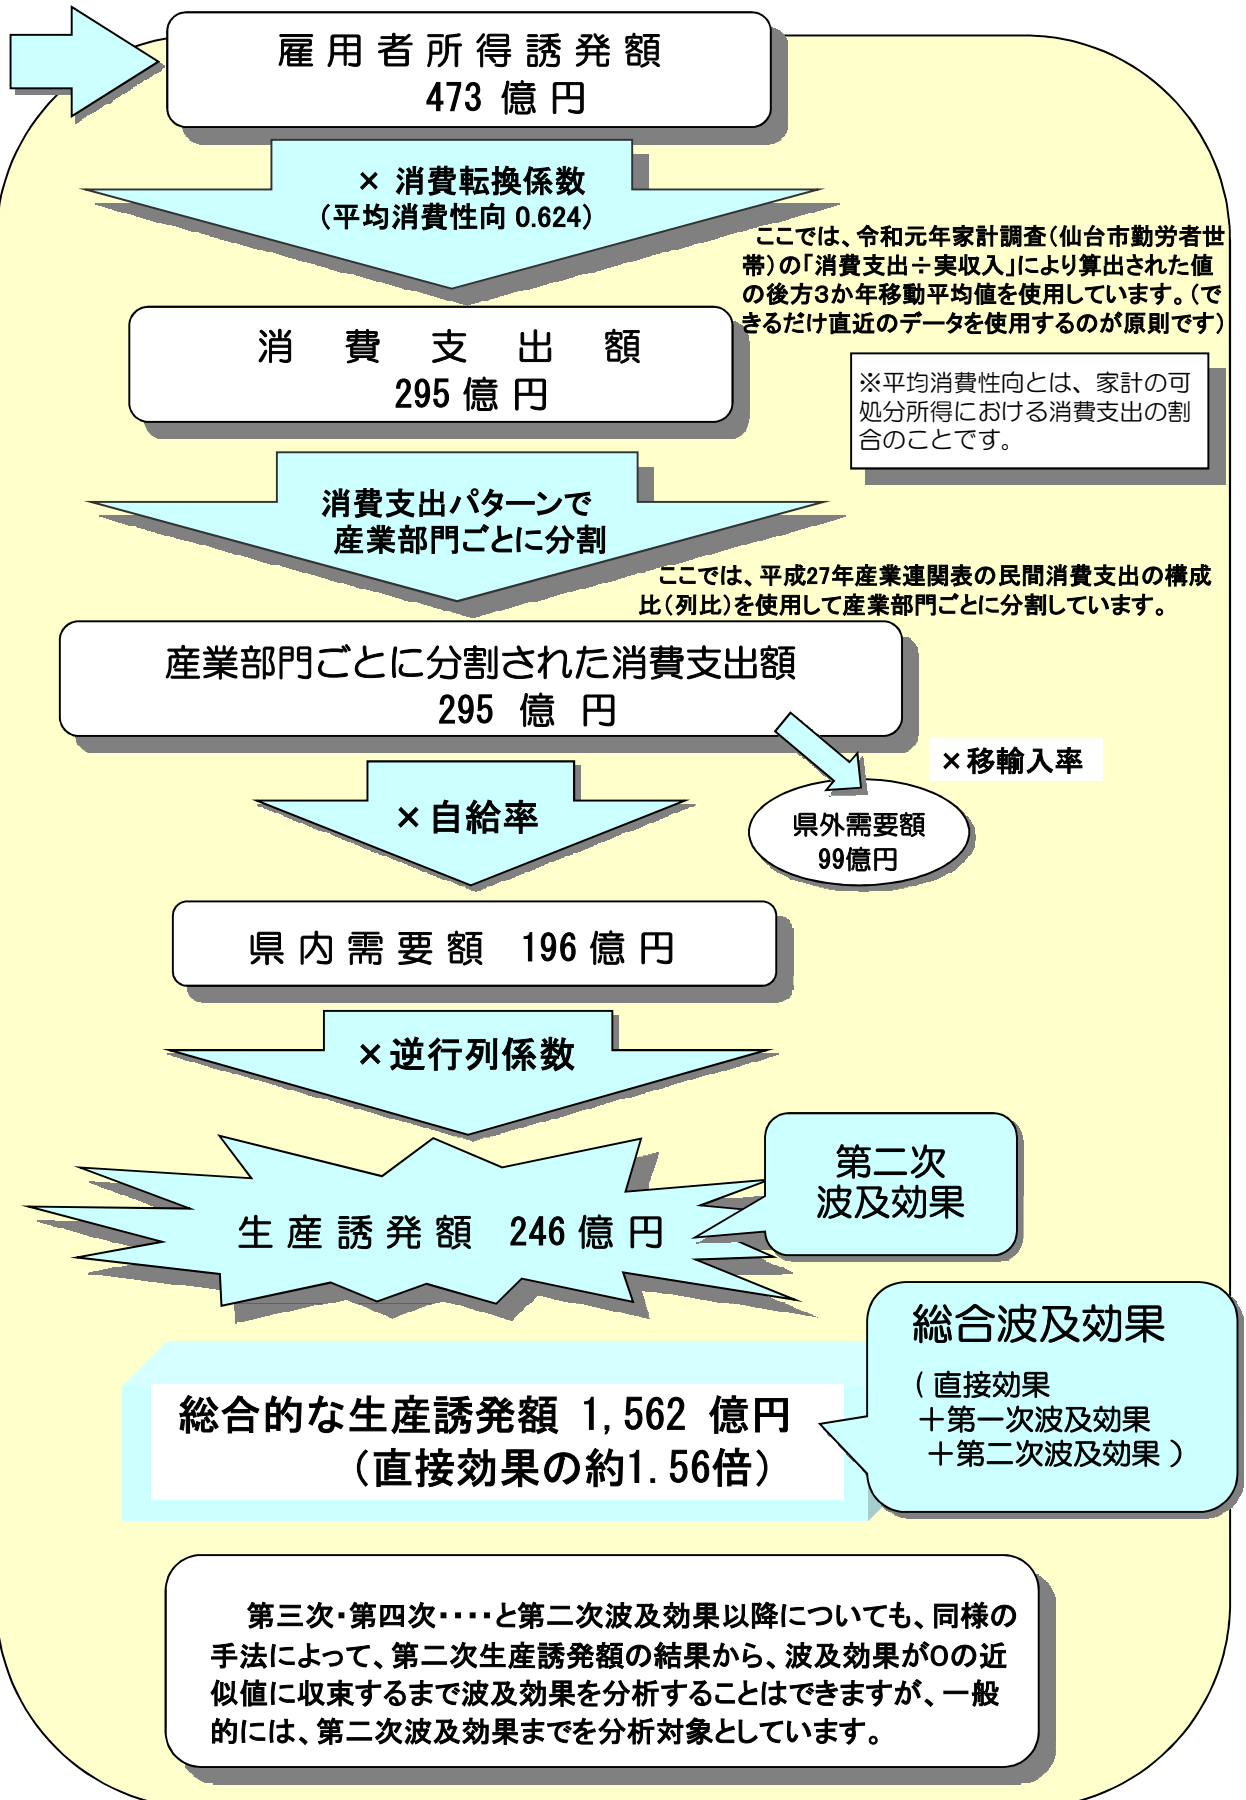 雇用者所得誘発額
473 億円
× 消費転換係数
(平均消費性向 0.624)
ここでは、令和元年家計調査(仙台市勤労者世
帯)の「消費支出÷実収入」により算出された値
の後方3か年移動平均値を使用しています。(で
きるだけ直近のデータを使用するのが原則です)
消費支出額
295 億円
※平均消費性向とは、家計の可
処分所得における消費支出の割
合のことです。
消費支出パターンで
産業部門ごとに分割
ここでは、平成27年産業連関表の民間消費支出の構成
比(列比)を使用して産業部門ごとに分割しています。
産業部門ごとに分割された消費支出額
295 億円
×移輸入率
×自給率
県外需要額
99億円
県内需要額 196 億円
×逆行列係数
第二次
波及効果
生産誘発額 246 億円
総合波及効果
(直接効果
+第一次波及効果
+第二次波及効果)
総合的な生産誘発額 1,562 億円
(直接効果の約1.56倍)
第三次・第四次・・・・と第二次波及効果以降についても、同様の
手法によって、第二次生産誘発額の結果から、波及効果が0の近
似値に収束するまで波及効果を分析することはできますが、一般
的には、第二次波及効果までを分析対象としています。